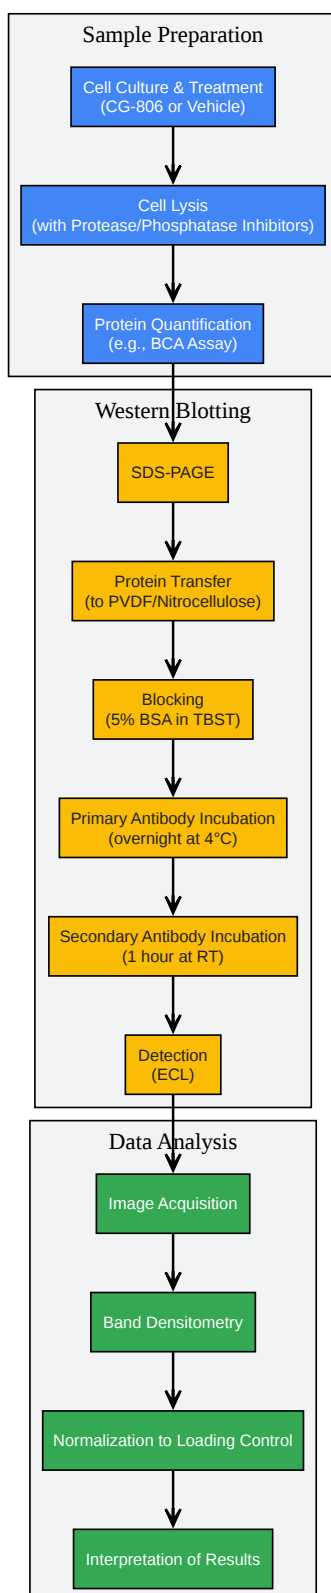 Sample Preparation
Cell Culture & Treatment
(CG-806 or Vehicle)
Cell Lysis
(with Protease/Phosphatase Inhibitors)
Protein Quantification
(e.g., BCA Assay)
Western Blotting
SDS-PAGE
Protein Transfer
(to PVDF/Nitrocellulose)
Blocking
(5% BSA in TBST)
Primary Antibody Incubation
(overnight at 4°C)
Secondary Antibody Incubation
(1 hour at RT)
Detection
(ECL)
Data Analysis
Image Acquisition
Band Densitometry
Normalization to Loading Control
Interpretation of Results